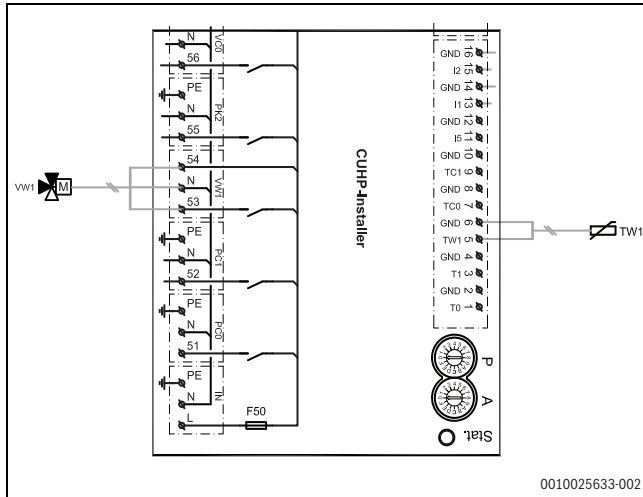 N
VC0
56
PE
PK2
N
55
54
VW1
N
VW1
M
53
PE
PC1
N
52
PE
PC0
N
51
PE
IN
N
L
F50
CUHP-Installer
GND 16
I2 15
GND 14
I1 13
GND 12
I5 11
GND 10
TC1 9
GND 8
TC0 7
GND 6
TW1 5
TW1
GND 4
T1 3
GND 2
T0 1
P
A
Stat.
0010025633-002